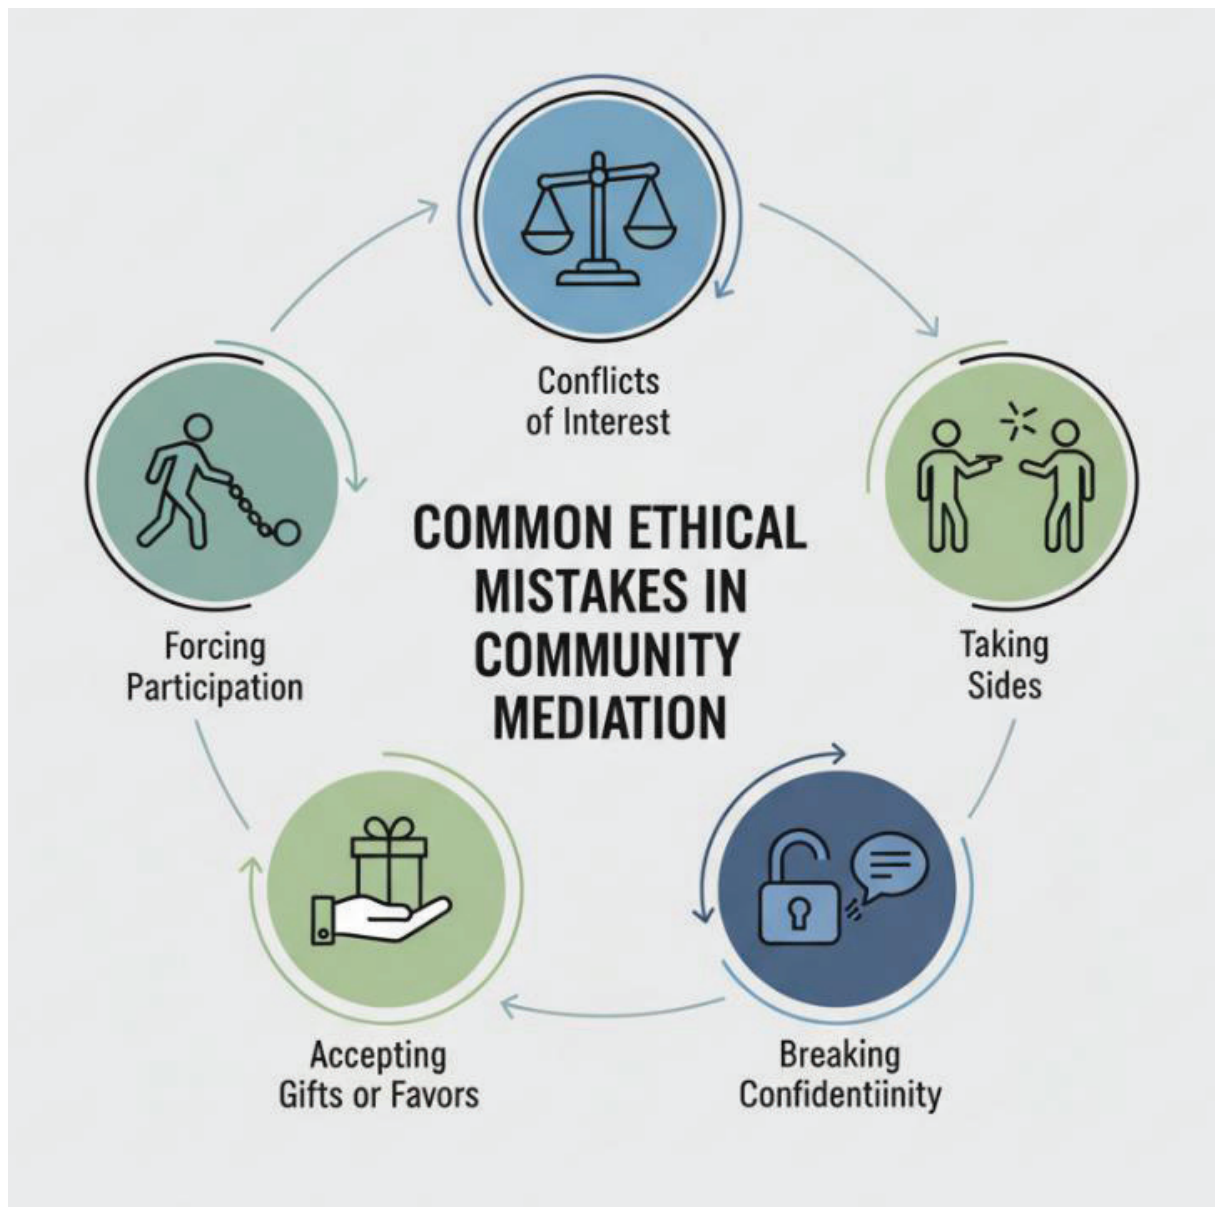 Conflicts
of Interest
COMMON ETHICAL
MISTAKES IN
COMMUNITY
MEDIATION
Forcing
Participation
Taking
Sides
Accepting
Gifts or Favors
Breaking
Confidentiinity